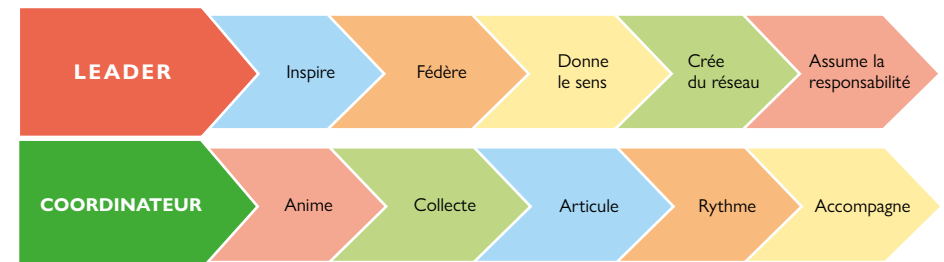 LEADER
Inspire
Fédère
Donne
le sens
Crée
du réseau
Assume la
responsabilité
COORDINATEUR
Anime
Collecte
Articule
Rythme
Accompagne